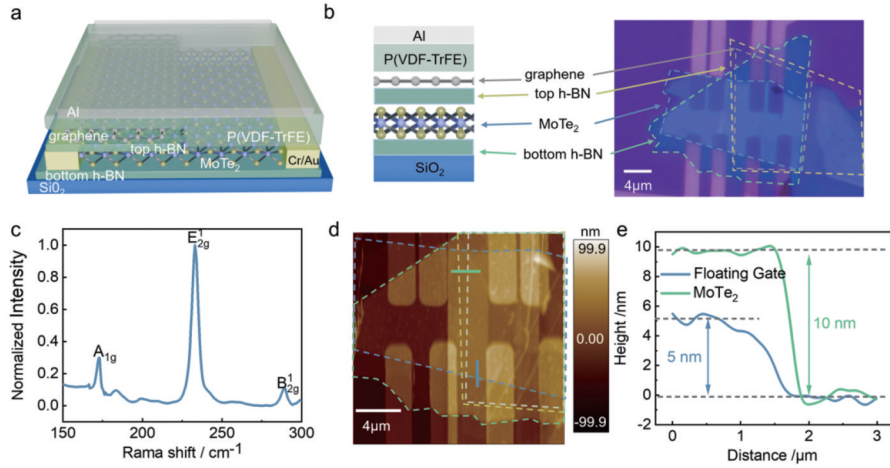 a
Al
graphene
top h-BN
P(VDF-TrFE)
MoTe₂
Cr/Au
bottom h-BN
SiO₂
b
Al
P(VDF-TrFE)
SiO₂
graphene
top h-BN
MoTe₂
bottom h-BN
4μm
c
Normalized Intensity
1.0
0.8
0.6
0.4
0.2
0.0
A1g
E¹2g
B¹2g
150
200
250
300
Rama shift / cm⁻¹
d
4μm
nm
99.9
0.00
-99.9
e
Height /nm
10
8
6
4
2
0
Floating Gate
MoTe₂
5 nm
10 nm
0
1
2
3
Distance /μm